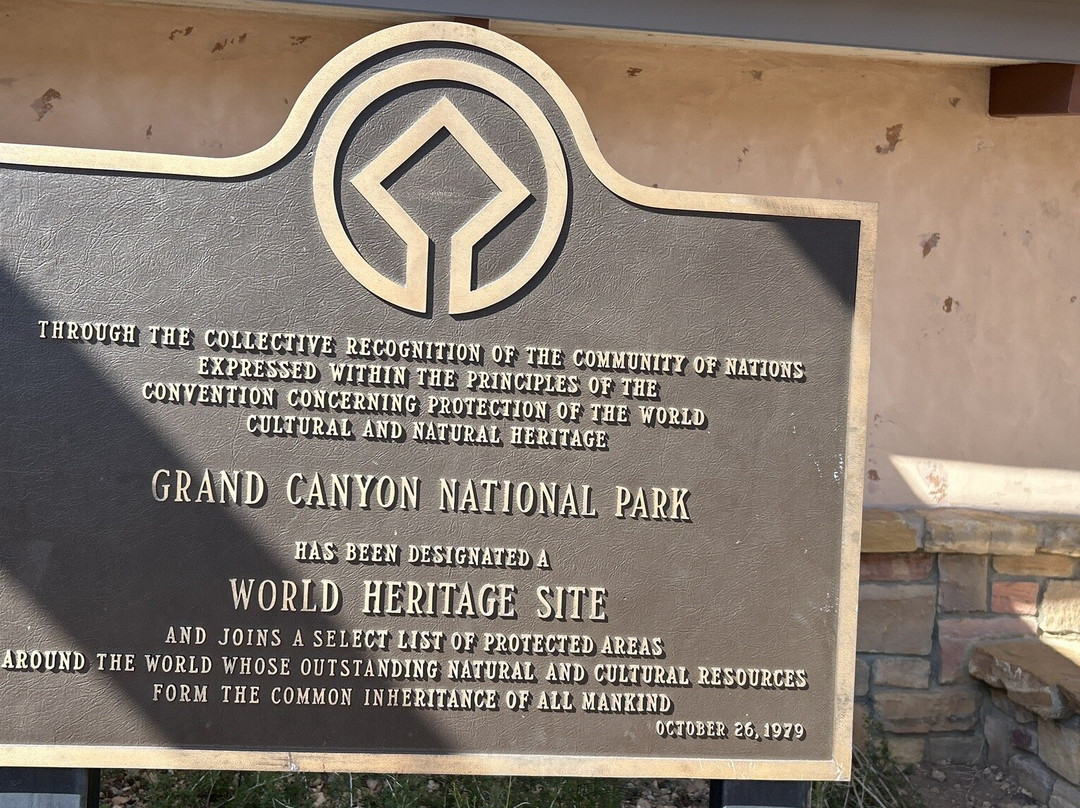 THROUGH THE COLLECTIVE RECOGNITION OF THE COMMUNITY OF NATIONS
EXPRESSED WITHIN THE PRINCIPLES OF THE
CONVENTION CONCERNING PROTECTION OF THE WORLD
CULTURAL AND NATURAL HERITAGE
GRAND CANYON NATIONAL PARK
HAS BEEN DESIGNATED A
WORLD HERITAGE SITE
AND JOINS A SELECT LIST OF PROTECTED AREAS
AROUND THE WORLD WHOSE OUTSTANDING NATURAL AND CULTURAL RESOURCES
FORM THE COMMON INHERITANCE OF ALL MANKIND
OCTOBER 26, 1979